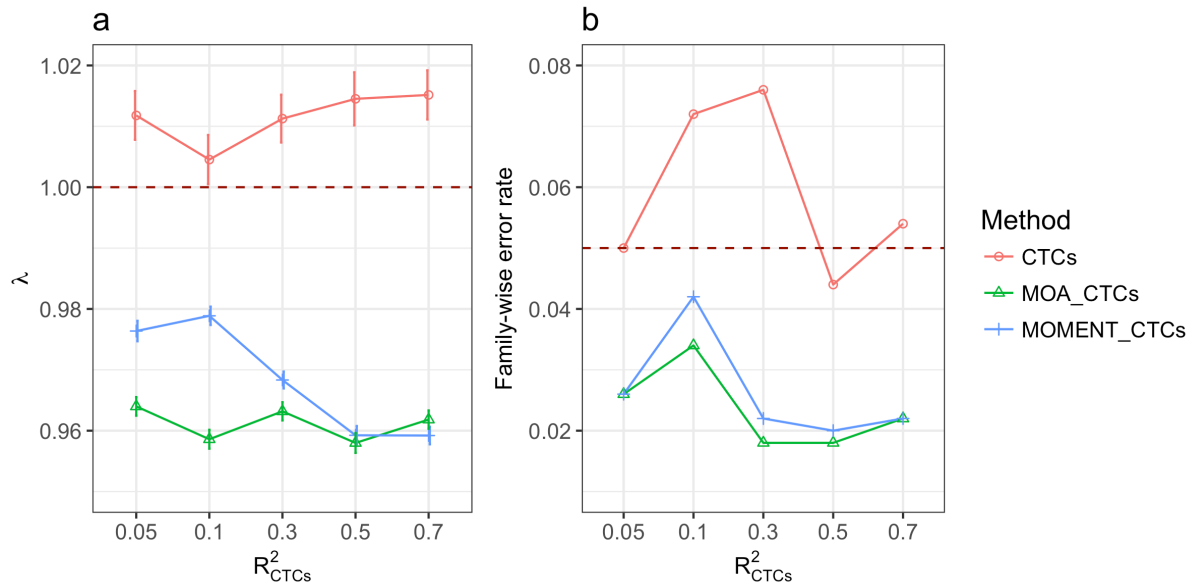 a
1.02
1.00
0.98
0.96
λ
0.05 0.1 0.3 0.5 0.7
R²CTCs
b
0.08
0.06
0.04
0.02
Family-wise error rate
0.05 0.1 0.3 0.5 0.7
R²CTCs
Method
CTCs
MOA_CTCs
MOMENT_CTCs